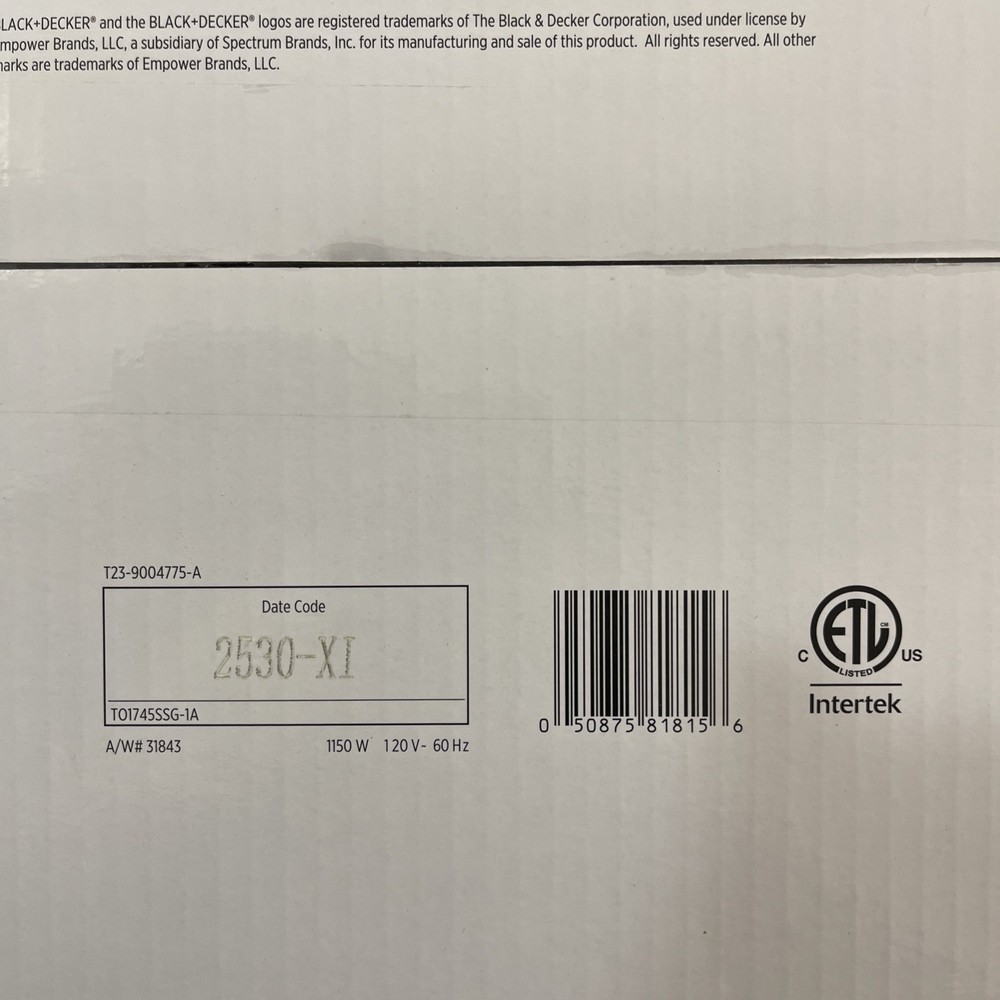 LACK+DECKER® and the BLACK+DECKER® logos are registered trademarks of The Black & Decker Corporation, used under license by
mpower Brands, LLC, a subsidiary of Spectrum Brands, Inc. for its manufacturing and sale of this product. All rights reserved. All other
arks are trademarks of Empower Brands, LLC.
T23-9004775-A
Date Code
2530-XI
TO1745SSG-1A
A/W# 31843 1150 W 120 V- 60 Hz
0 50875 81815 6
C ETL CM US
LISTED
Intertek